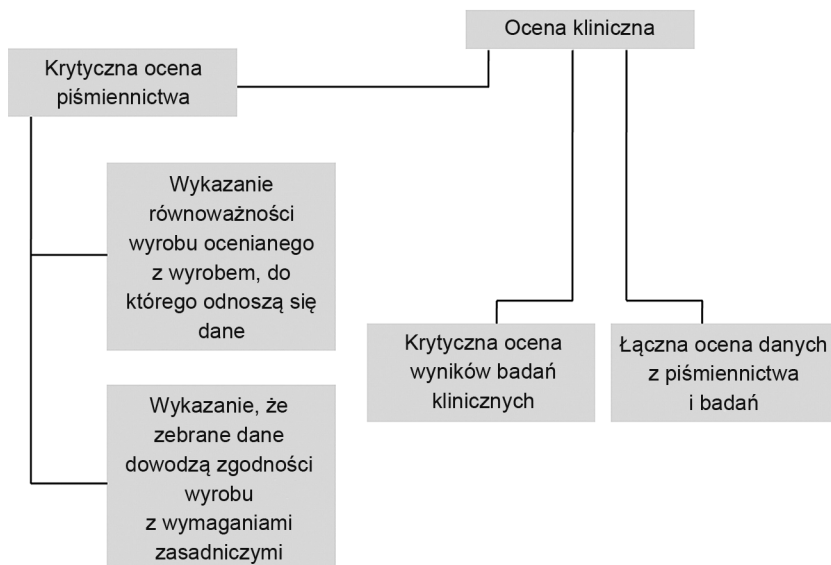 Ocena kliniczna
Krytyczna ocena
piśmiennictwa
Wykazanie
równoważności
wyrobu ocenianego
z wyrobem, do
którego odnoszą się
dane
Wykazanie, że
zebrane dane
dowodzą zgodności
wyrobu
z wymaganiami
zasadniczymi
Krytyczna ocena
wyników badań
klinicznych
Łączna ocena danych
z piśmiennictwa
i badań